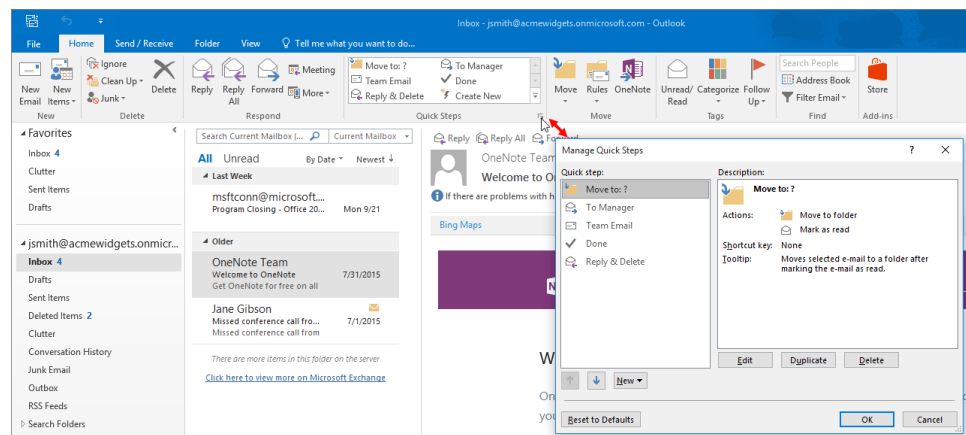 Inbox - jsmith@acmewidgets.onmicrosoft.com - Outlook
File Home Send / Receive Folder View Tell me what you want to do...
New Email
New Items
Ignore
Clean Up
Junk
Delete
Reply
Reply All
Forward
Meeting
More
Move to: ?
Team Email
Reply & Delete
To Manager
Done
Create New
Move
Rules
OneNote
Unread/ Read
Categorize
Follow Up
Search People
Address Book
Filter Email
Store
New Delete Respond Quick Steps Move Tags Find Add-ins
Favorites
Inbox 4
Clutter
Sent Items
Drafts
jsmith@acmewidgets.onmicr...
Inbox 4
Drafts
Sent Items
Deleted Items 2
Clutter
Conversation History
Junk Email
Outbox
RSS Feeds
Search Folders
Search Current Mailbox (... Current Mailbox
All Unread By Date Newest
Last Week
msftconn@microsoft....
Program Closing - Office 20... Mon 9/21
Older
OneNote Team
Welcome to OneNote 7/31/2015
Get OneNote for free on all
Jane Gibson
Missed conference call fro... 7/1/2015
Missed conference call from
There are more items in this folder on the server
Click here to view more on Microsoft Exchange
Reply Reply All Forward
OneNote Team
Welcome to On
If there are problems with h
Bing Maps
N
W
On
you
Manage Quick Steps ?
Quick step:
Move to: ?
To Manager
Team Email
Done
Reply & Delete
New
Reset to Defaults
Description:
Move to: ?
Actions: Move to folder
Mark as read
Shortcut key: None
Tooltip: Moves selected e-mail to a folder after
marking the e-mail as read.
Edit Duplicate Delete
OK Cancel